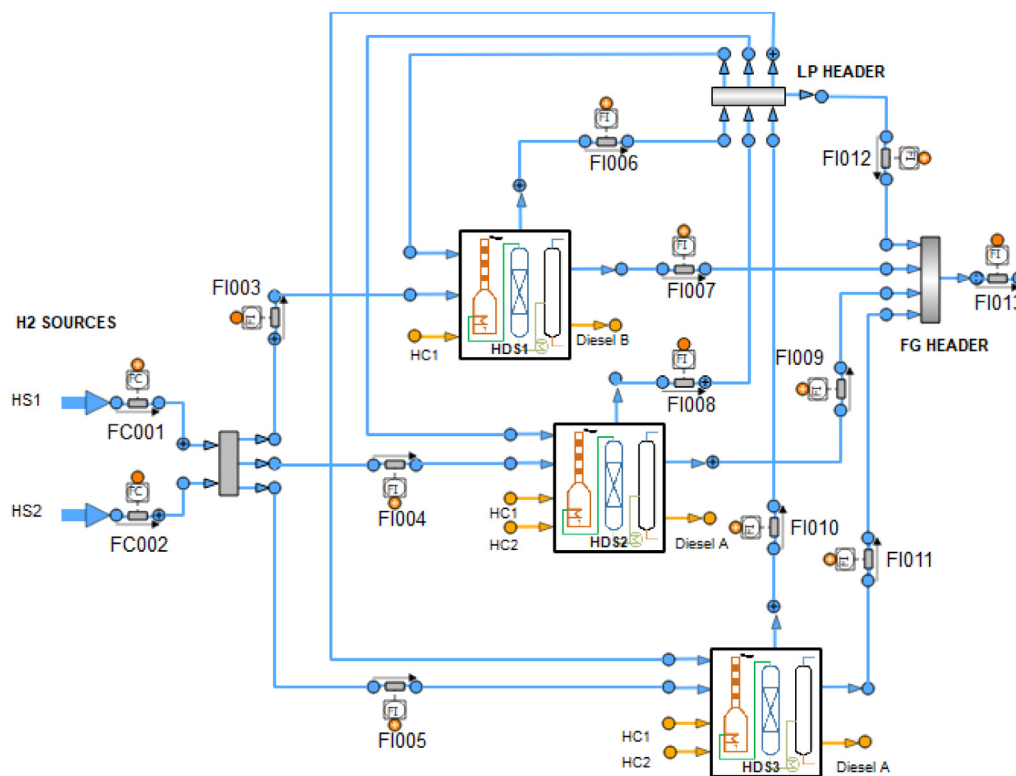 LP HEADER
FI
FI006
FI012
FI
FI003
FI
FI
FI007
FI
FI013
H2 SOURCES
HC1
HDS1
M
Diesel B
FG HEADER
FI
FI008
FI009
FI
HS1
FC
FC001
FI004
FI
HS2
FC
FC002
HC1
HC2
HDS2
M
Diesel A
FI010
FI
FI011
FI
FI005
FI
HC1
HC2
HDS3
M
Diesel A